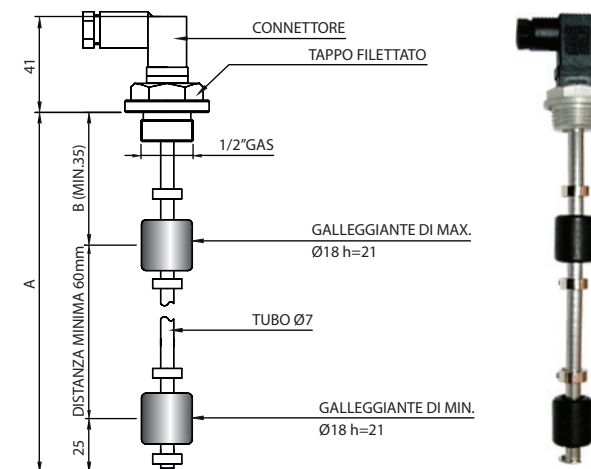 CONNETTORE
TAPPO FILETTATO
41
1/2"GAS
B (MIN.35)
GALLEGGIANTE DI MAX.
Ø18 h=21
A
DISTANZA MINIMA 60mm
TUBO Ø7
GALLEGGIANTE DI MIN.
Ø18 h=21
25